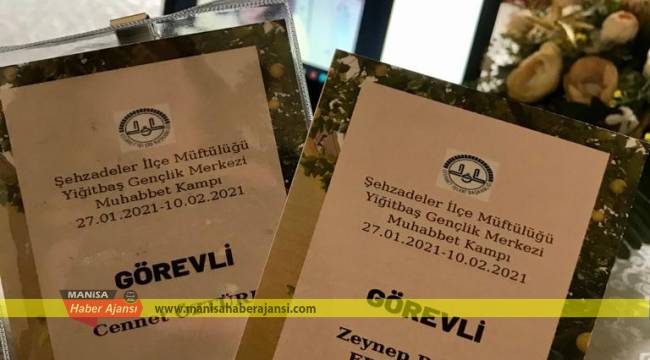 Şehzadeler İlçe Müftülüğü
Yiğitbaş Gençlik Merkezi
Muhabbet Kampı
27.01.2021-10.02.2021
GÖREVLİ
Cennet
Şehzadeler İlçe Müftülüğü
Yiğitbaş Gençlik Merkezi
Muhabbet Kampı
27.01.2021-10.02.2021
GÖREVLİ
Zeynep
MANİSA
Haber Ajansı
www.manisahaberajansi.com